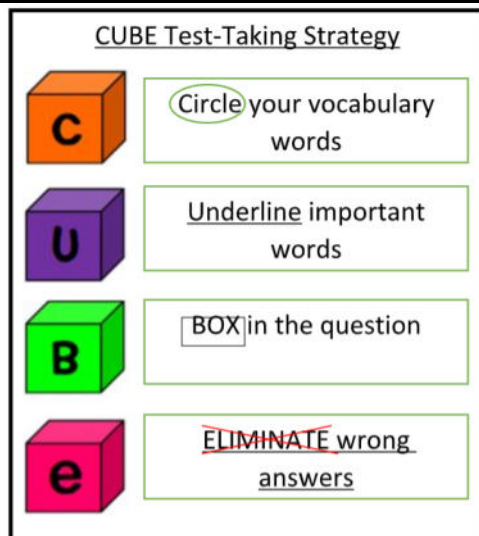 CUBE Test-Taking Strategy
C
Circle your vocabulary
words
U
Underline important
words
B
BOX in the question
e
ELIMINATE wrong
answers